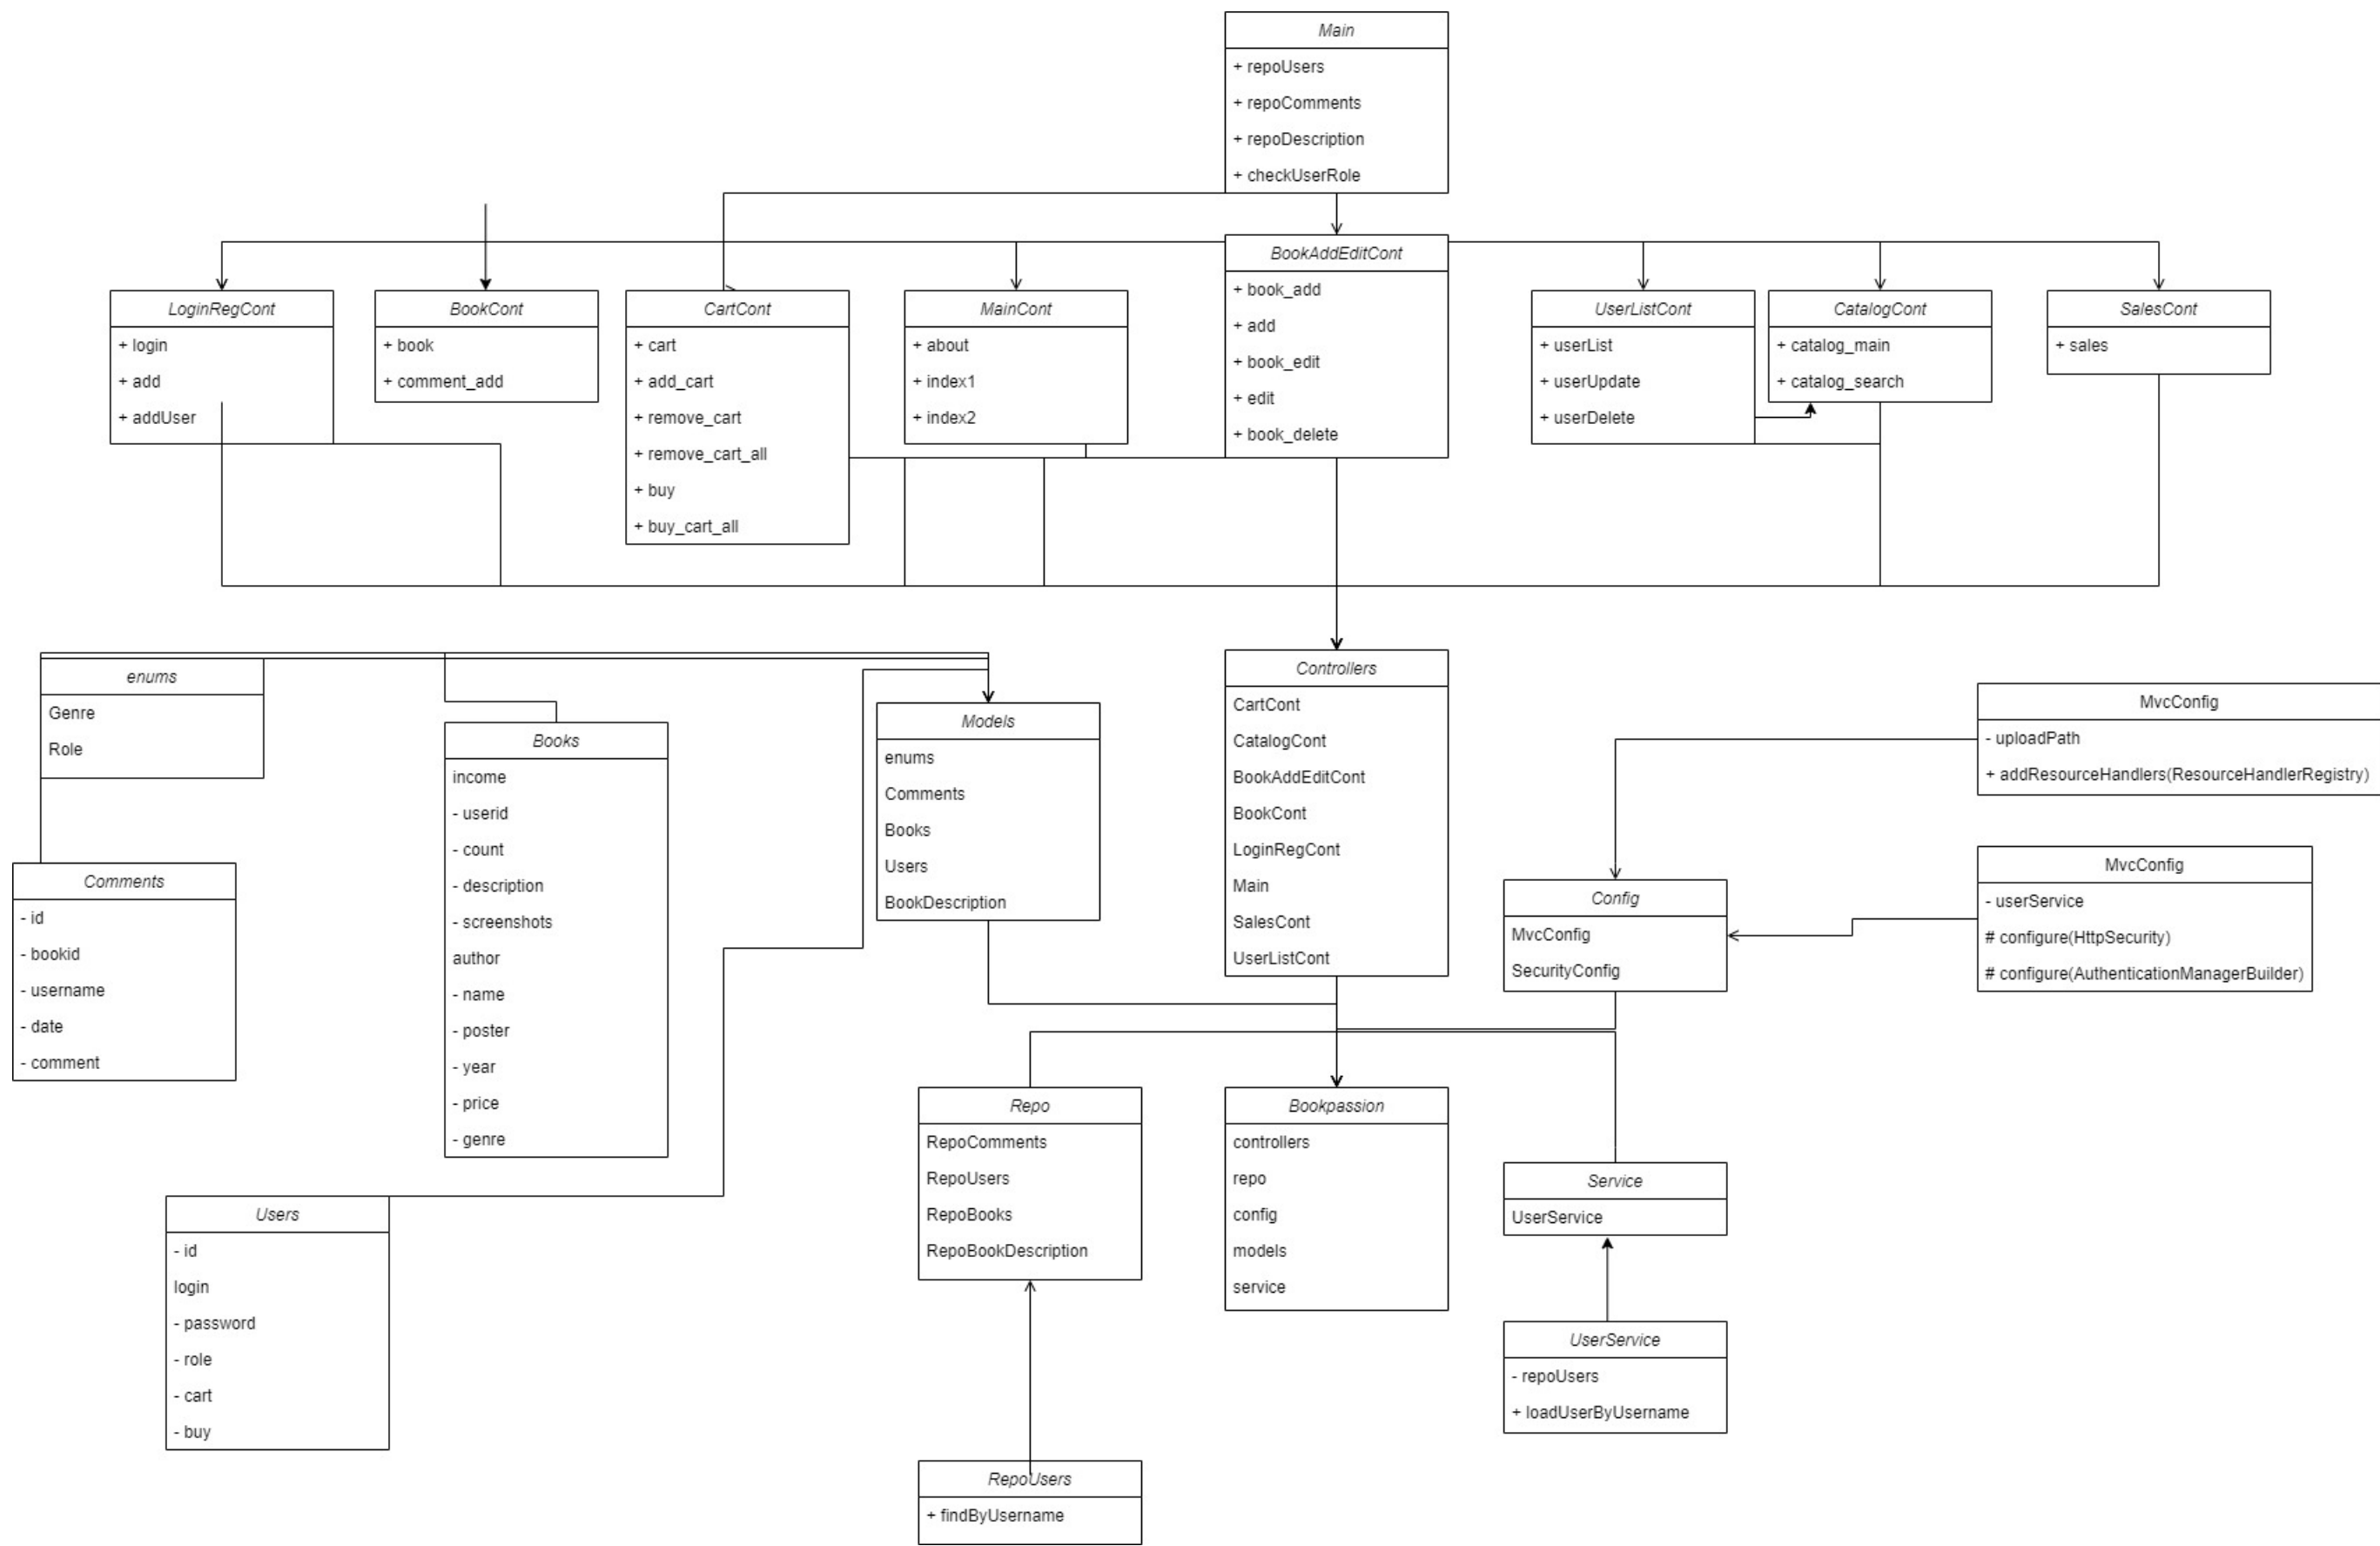 Main
+ repoUsers
+ repoComments
+ repoDescription
+ checkUserRole
LoginRegCont
+ login
+ add
+ addUser
BookCont
+ book
+ comment_add
CartCont
+ cart
+ add_cart
+ remove_cart
+ remove_cart_all
+ buy
+ buy_cart_all
MainCont
+ about
+ index1
+ index2
BookAddEditCont
+ book_add
+ add
+ book_edit
+ edit
+ book_delete
UserListCont
+ userList
+ userUpdate
+ userDelete
CatalogCont
+ catalog_main
+ catalog_search
SalesCont
+ sales
enums
Genre
Role
Comments
- id
- bookid
- username
- date
- comment
Books
income
- userid
- count
- description
- screenshots
author
- name
- poster
- year
- price
- genre
Users
- id
login
- password
- role
- cart
- buy
Models
enums
Comments
Books
Users
BookDescription
Controllers
CartCont
CatalogCont
BookAddEditCont
BookCont
LoginRegCont
Main
SalesCont
UserListCont
Config
MvcConfig
SecurityConfig
MvcConfig
- uploadPath
+ addResourceHandlers(ResourceHandlerRegistry)
MvcConfig
- userService
# configure(HttpSecurity)
# configure(AuthenticationManagerBuilder)
Repo
RepoComments
RepoUsers
RepoBooks
RepoBookDescription
Bookpassion
controllers
repo
config
models
service
Service
UserService
UserService
- repoUsers
+ loadUserByUsername
RepoUsers
+ findByUsername